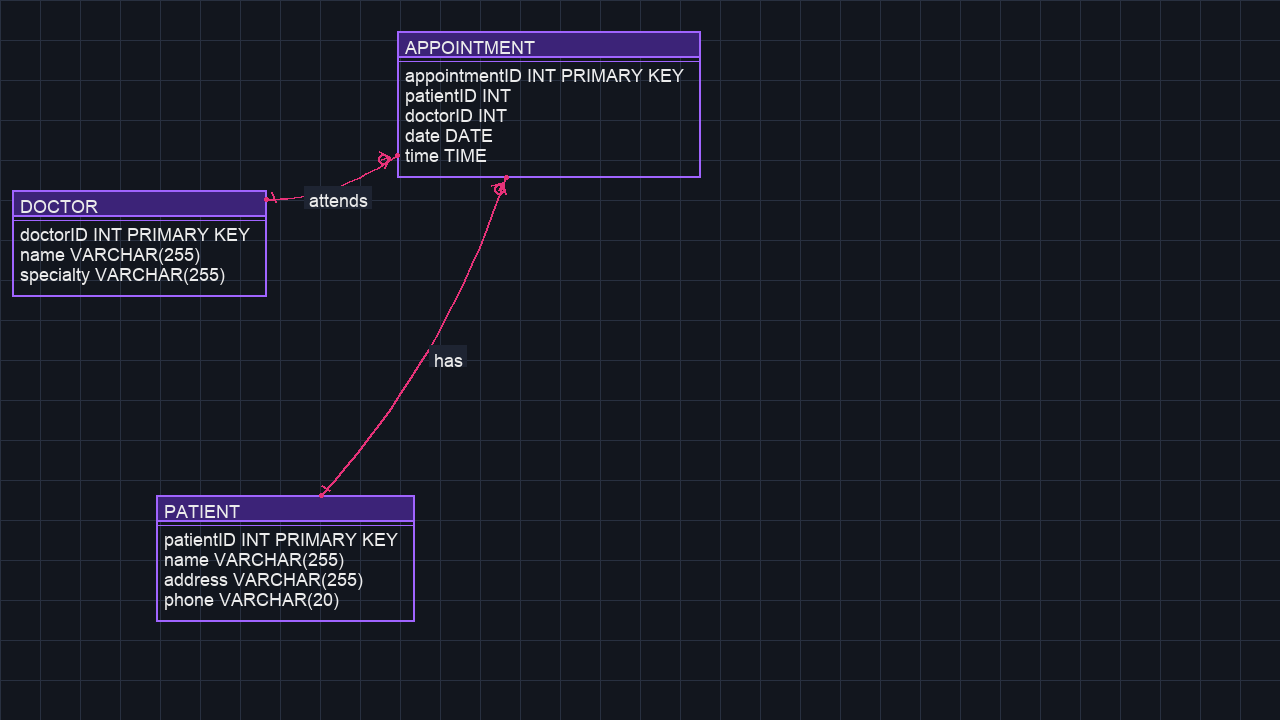 APPOINTMENT
appointmentID INT PRIMARY KEY
patientID INT
doctorID INT
date DATE
time TIME
attends
DOCTOR
doctorID INT PRIMARY KEY
name VARCHAR(255)
specialty VARCHAR(255)
has
PATIENT
patientID INT PRIMARY KEY
name VARCHAR(255)
address VARCHAR(255)
phone VARCHAR(20)